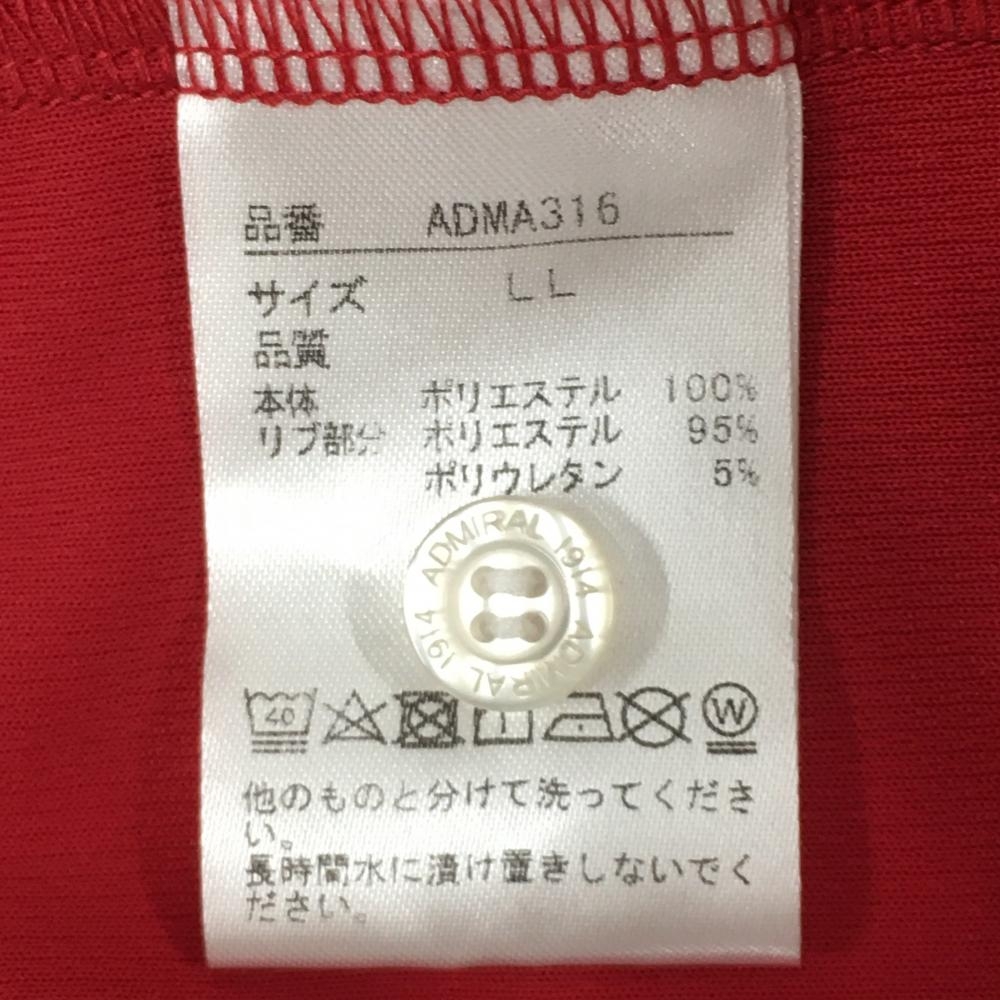 品番 ADMA316
サイズ LL
品質
本体 ポリエステル 100%
リブ部分 ポリエステル 95%
ポリウレタン 5%
ADMIRAL 1914 ADMIRAL 1914
40
W
他のものと分けて洗ってくださ
い。
長時間水に漬け置きしないでく
ださい。